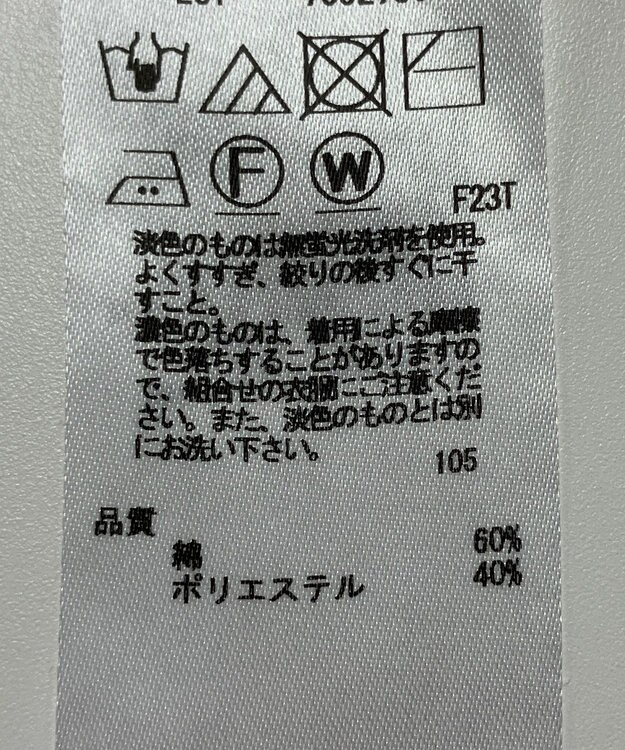 F
W
F23T
淡色のものは無蛍光洗剤を使用。
よくすすぎ、絞りの後すぐに干
すこと。
濃色のものは、着用による摩擦
で色落ちすることがありますの
で、組合せの衣服にご注意くだ
さい。また、淡色のものとは別
にお洗い下さい。
105
品質
綿 60%
ポリエステル 40%